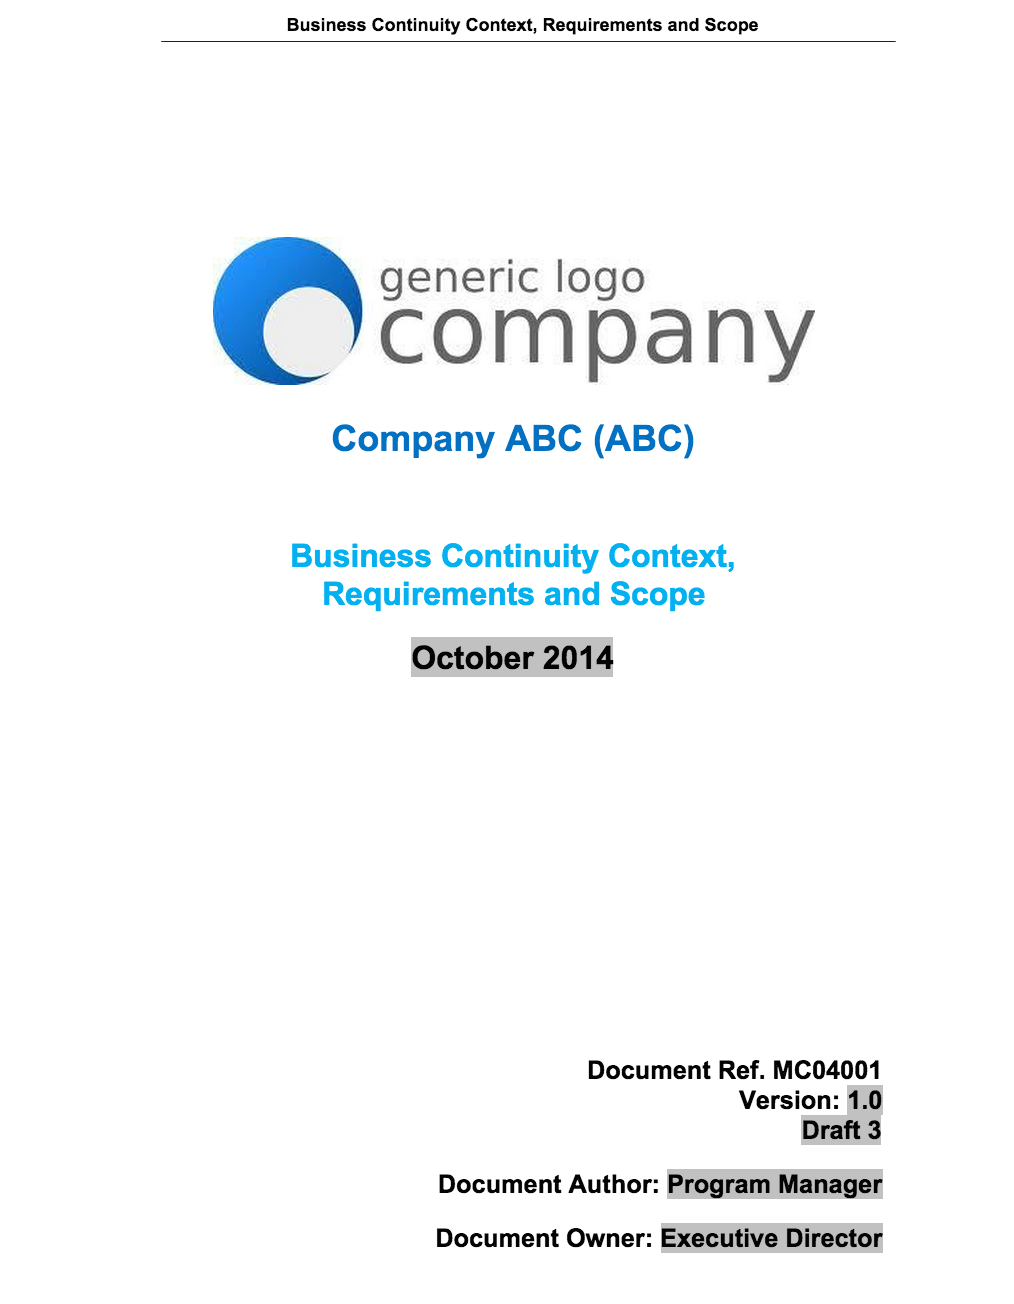 Business Continuity Context, Requirements and Scope
generic logo
company
Company ABC (ABC)
Business Continuity Context,
Requirements and Scope
October 2014
Document Ref. MC04001
Version: 1.0
Draft 3
Document Author: Program Manager
Document Owner: Executive Director